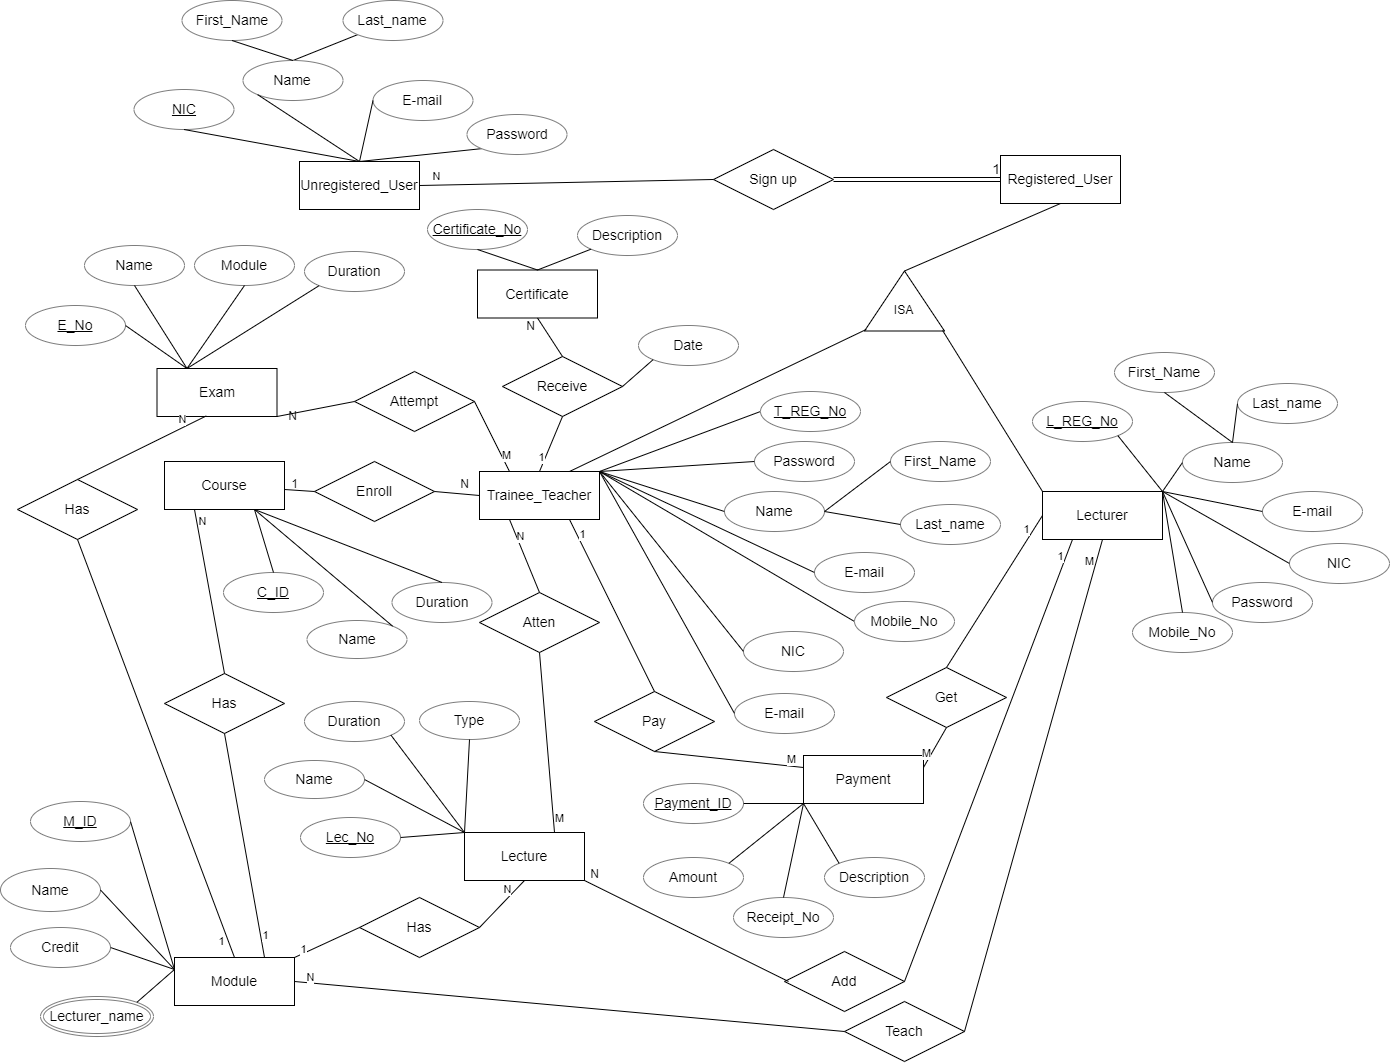 First_Name
Last_name
Name
E-mail
NIC
Password
Unregistered_User
N
Sign up
1
Registered_User
Certificate_No
Description
Name
Module
Duration
Certificate
ISA
E_No
N
Date
Receive
First_Name
Exam
Attempt
Last_name
N
N
T_REG_No
L_REG_No
M
1
Password
First_Name
Name
Course
1
Enroll
N
Trainee_Teacher
Name
Last_name
Lecturer
E-mail
Has
N
N
1
1
1
M
NIC
E-mail
C_ID
Duration
Password
Name
Atten
Mobile_No
Mobile_No
NIC
Has
Get
Duration
Type
Pay
E-mail
M
M
Name
Payment
Payment_ID
M_ID
M
Lec_No
Lecture
N
Amount
Description
Name
N
Receipt_No
Has
1
1
1
Credit
Module
N
Add
Lecturer_name
Teach